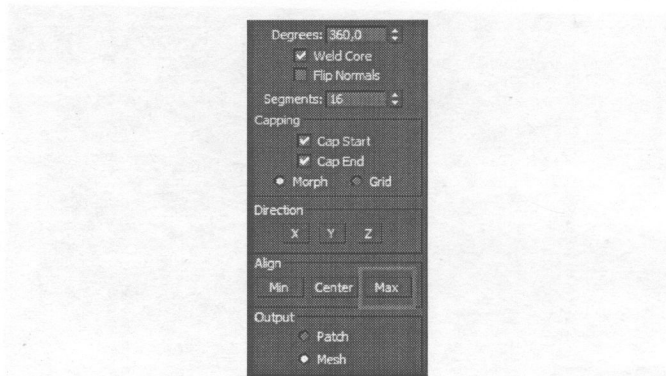 Degrees: 360,0
Weld Core
Flip Normals
Segments: 16
Capping
Cap Start
Cap End
Morph Grid
Direction
X Y Z
Align
Min Center Max
Output
Patch
Mesh